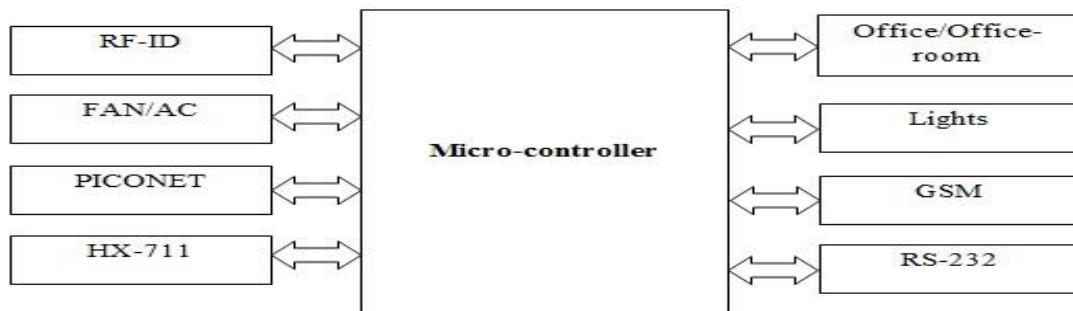 RF-ID
FAN/AC
PICONET
HX-711
Micro-controller
Office/Office-
room
Lights
GSM
RS-232